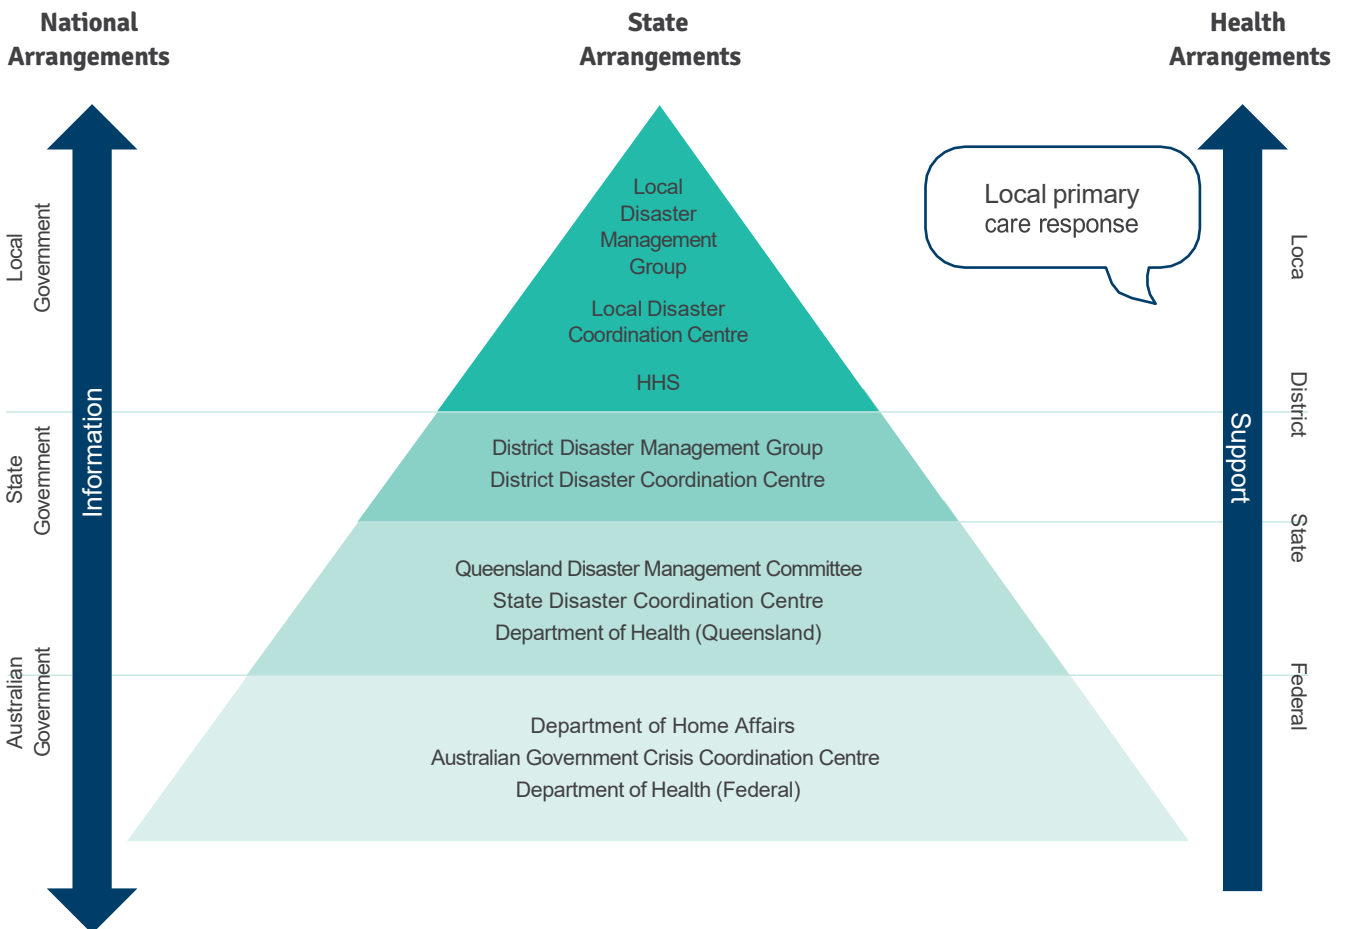 National
Arrangements
State
Arrangements
Health
Arrangements
Local
Government
State
Government
Australian
Government
Information
Local
Disaster
Management
Group
Local Disaster
Coordination Centre
HHS
District Disaster Management Group
District Disaster Coordination Centre
Queensland Disaster Management Committee
State Disaster Coordination Centre
Department of Health (Queensland)
Department of Home Affairs
Australian Government Crisis Coordination Centre
Department of Health (Federal)
Local primary
care response
Support
Loca
District
State
Federal